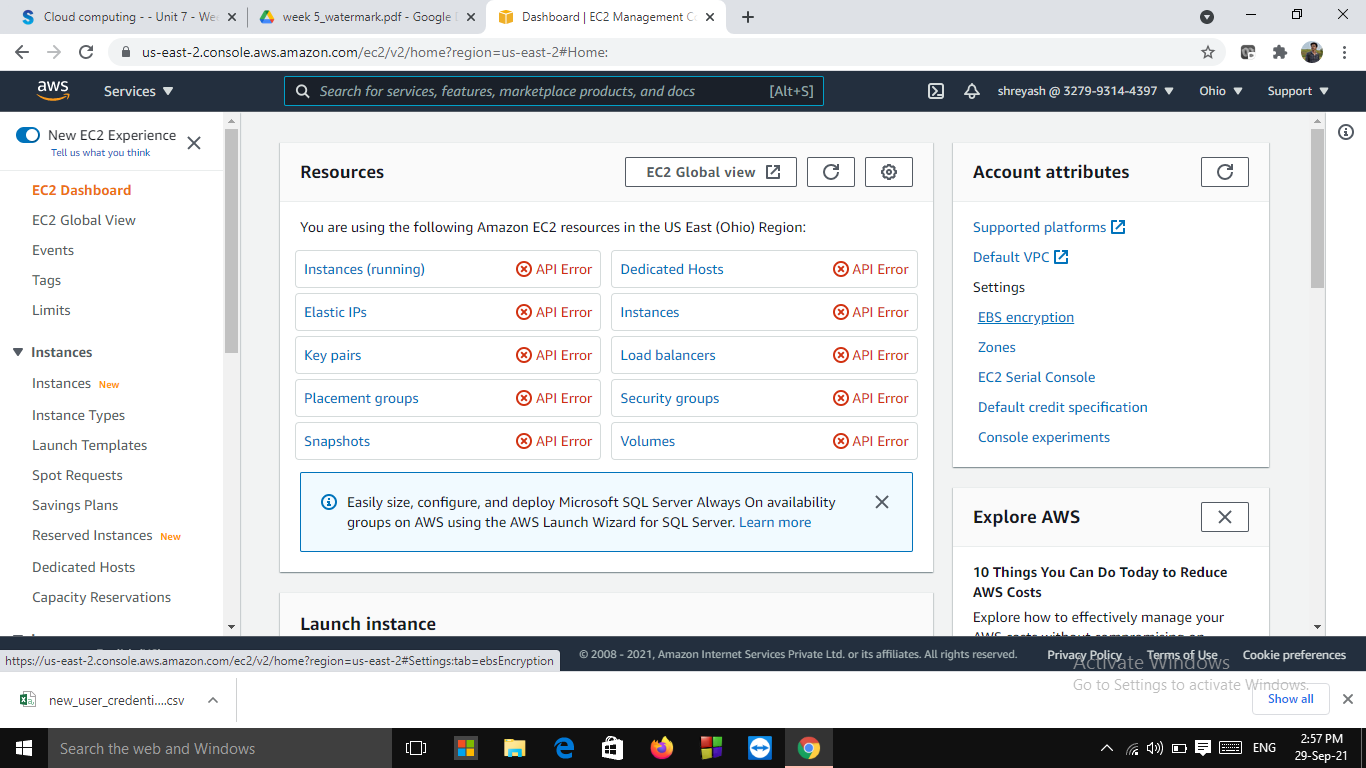 Cloud computing - - Unit 7 - We
week 5_watermark.pdf - Google
Dashboard | EC2 Management C
us-east-2.console.aws.amazon.com/ec2/v2/home?region=us-east-2#Home:
aws
Services
Search for services, features, marketplace products, and docs
[Alt+S]
shreyash @ 3279-9314-4397
Ohio
Support
New EC2 Experience
Tell us what you think
EC2 Dashboard
EC2 Global View
Events
Tags
Limits
Instances
Instances New
Instance Types
Launch Templates
Spot Requests
Savings Plans
Reserved Instances New
Dedicated Hosts
Capacity Reservations
Resources
EC2 Global view
You are using the following Amazon EC2 resources in the US East (Ohio) Region:
Instances (running) API Error
Dedicated Hosts API Error
Elastic IPs API Error
Instances API Error
Key pairs API Error
Load balancers API Error
Placement groups API Error
Security groups API Error
Snapshots API Error
Volumes API Error
Easily size, configure, and deploy Microsoft SQL Server Always On availability
groups on AWS using the AWS Launch Wizard for SQL Server. Learn more
Launch instance
Account attributes
Supported platforms
Default VPC
Settings
EBS encryption
Zones
EC2 Serial Console
Default credit specification
Console experiments
Explore AWS
10 Things You Can Do Today to Reduce
AWS Costs
Explore how to effectively manage your
AWS costs without compromising on
https://us-east-2.console.aws.amazon.com/ec2/v2/home?region=us-east-2#Settings:tab=ebsEncryption
© 2008 - 2021, Amazon Internet Services Private Ltd. or its affiliates. All rights reserved.
Privacy Policy
Terms of Use
Cookie preferences
Activate Windows
Go to Settings to activate Windows.
new_user_credenti....csv
Show all
Search the web and Windows
ENG
2:57 PM
29-Sep-21